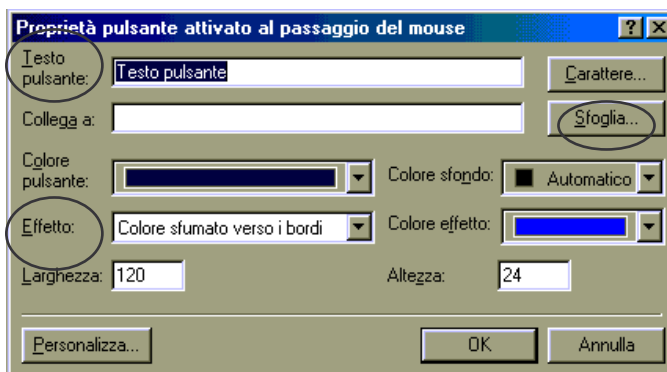 Proprietà pulsante attivato al passaggio del mouse ? ×
Testo pulsante: Testo pulsante Carattere...
Collega a: Sfoglia...
Colore pulsante: Colore sfondo: Automatico
Effetto: Colore sfumato verso i bordi Colore effetto:
Larghezza: 120 Altezza: 24
Personalizza... OK Annulla